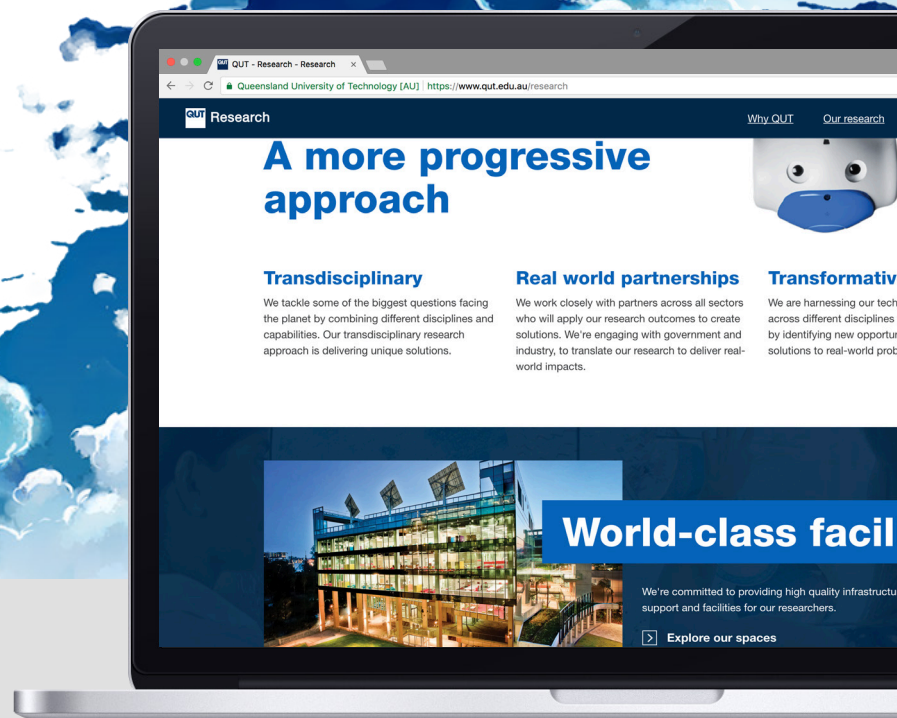 QUT QUT - Research - Research ×
Queensland University of Technology [AU] https://www.qut.edu.au/research
QUT Research Why QUT Our research
A more progressive
approach
Transdisciplinary
We tackle some of the biggest questions facing
the planet by combining different disciplines and
capabilities. Our transdisciplinary research
approach is delivering unique solutions.
Real world partnerships
We work closely with partners across all sectors
who will apply our research outcomes to create
solutions. We're engaging with government and
industry, to translate our research to deliver real-
world impacts.
Transformativ
We are harnessing our tech
across different disciplines
by identifying new opportu
solutions to real-world prob
World-class facil
We're committed to providing high quality infrastructu
support and facilities for our researchers.
Explore our spaces